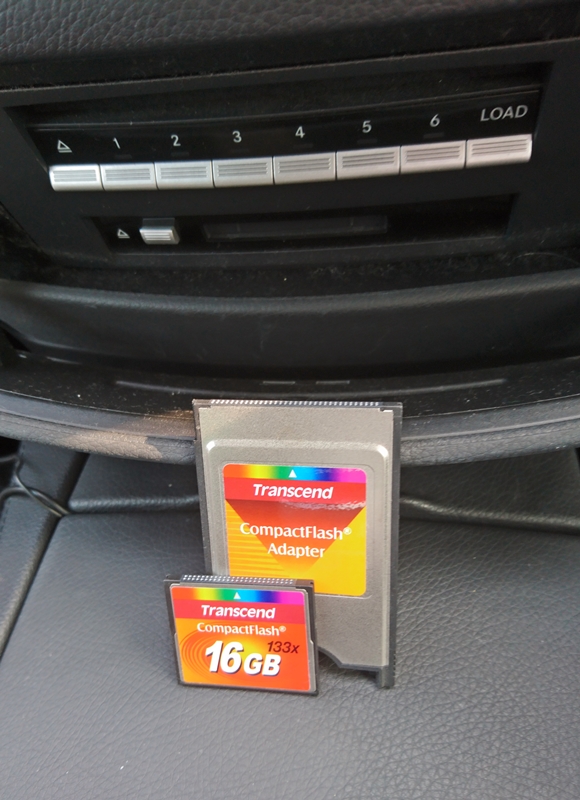 1 2 3 4 5 6 LOAD
Transcend
CompactFlash®
Adapter
Transcend
CompactFlash®
133x
16GB